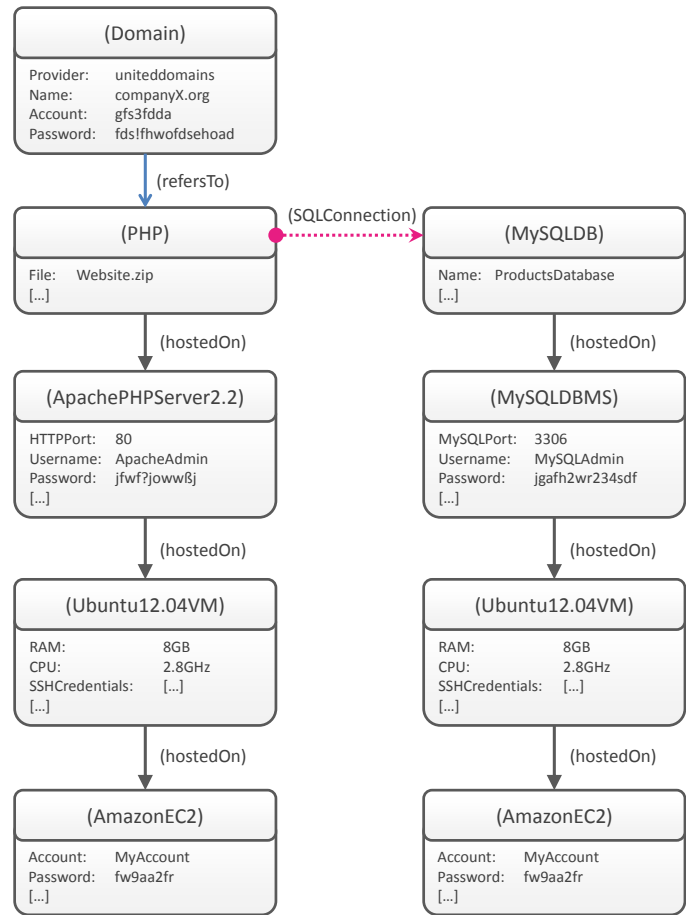 (Domain)
Provider: uniteddomains
Name: companyX.org
Account: gfs3fdda
Password: fds!fhwofdsehoad
(refersTo)
(PHP)
File: Website.zip
[...]
(SQLConnection)
(MySQLDB)
Name: ProductsDatabase
[...]
(hostedOn)
(hostedOn)
(ApachePHPServer2.2)
HTTPPort: 80
Username: ApacheAdmin
Password: jfwf?jowwßj
[...]
(MySQLDBMS)
MySQLPort: 3306
Username: MySQLAdmin
Password: jgafh2wr234sdf
[...]
(hostedOn)
(hostedOn)
(Ubuntu12.04VM)
RAM: 8GB
CPU: 2.8GHz
SSHCredentials: [...]
[...]
(Ubuntu12.04VM)
RAM: 8GB
CPU: 2.8GHz
SSHCredentials: [...]
[...]
(hostedOn)
(hostedOn)
(AmazonEC2)
Account: MyAccount
Password: fw9aa2fr
[...]
(AmazonEC2)
Account: MyAccount
Password: fw9aa2fr
[...]